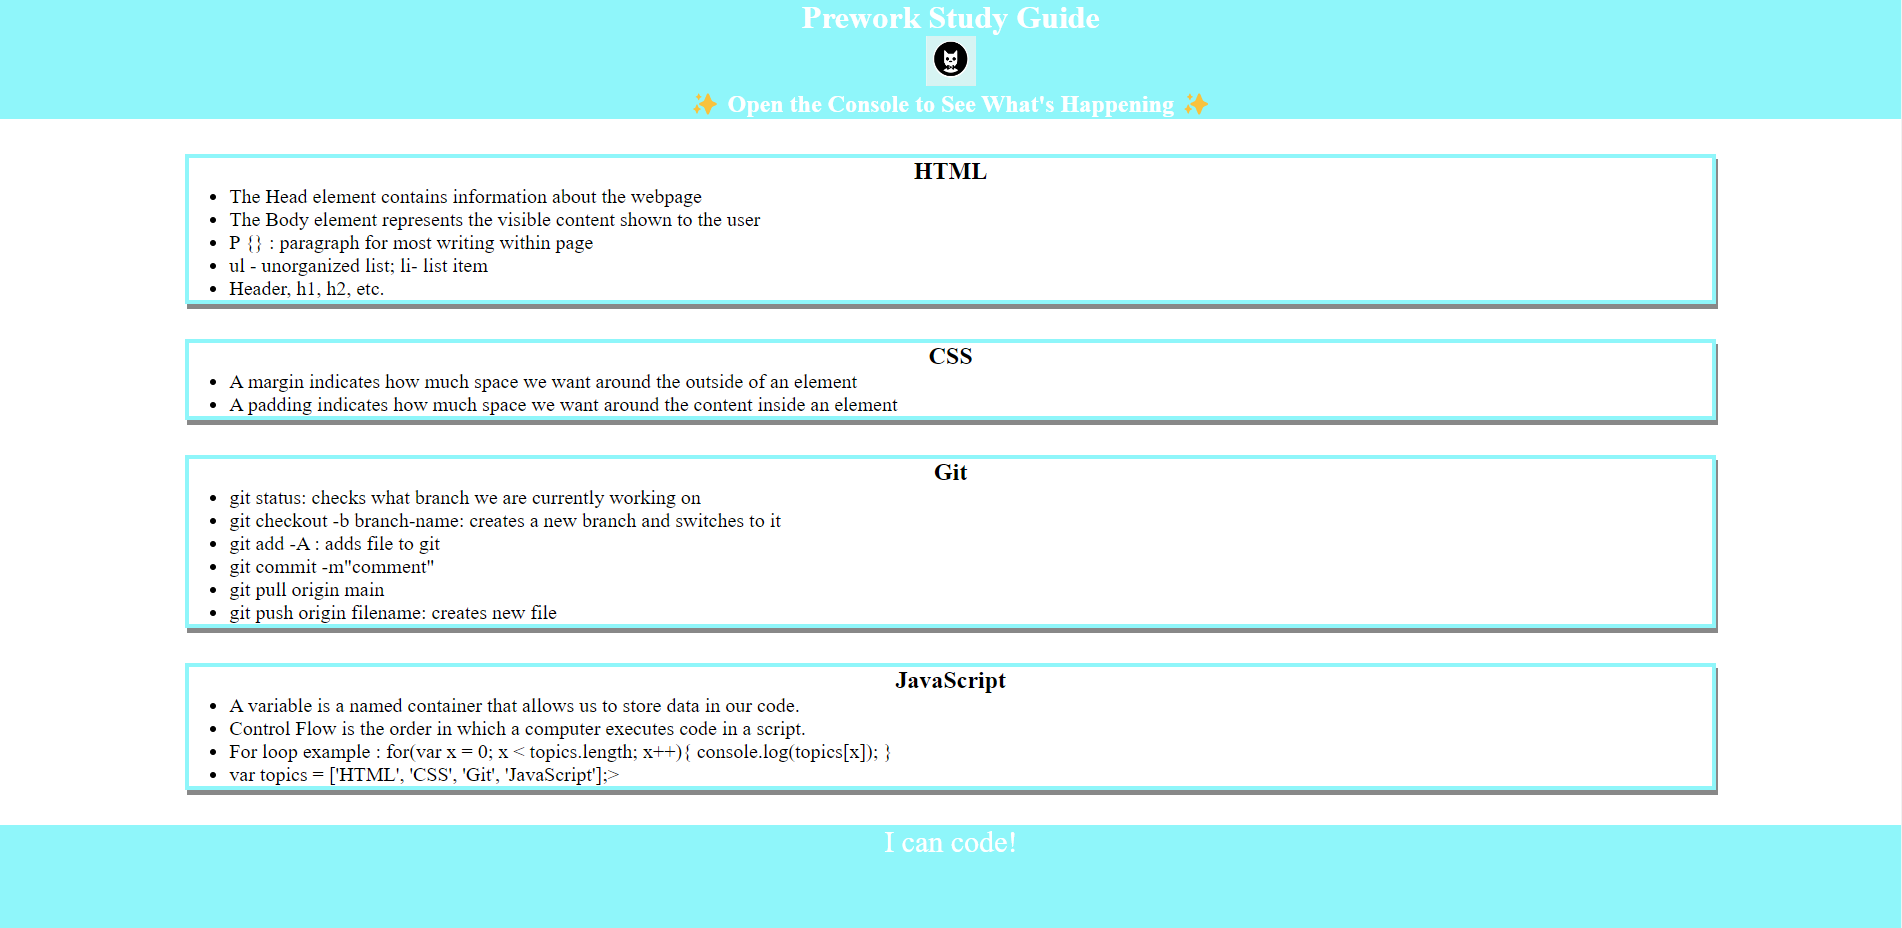 Prework Study Guide
✨ Open the Console to See What's Happening ✨
HTML
The Head element contains information about the webpage
The Body element represents the visible content shown to the user
P {} : paragraph for most writing within page
ul - unorganized list; li- list item
Header, h1, h2, etc.
CSS
A margin indicates how much space we want around the outside of an element
A padding indicates how much space we want around the content inside an element
Git
git status: checks what branch we are currently working on
git checkout -b branch-name: creates a new branch and switches to it
git add -A : adds file to git
git commit -m"comment"
git pull origin main
git push origin filename: creates new file
JavaScript
A variable is a named container that allows us to store data in our code.
Control Flow is the order in which a computer executes code in a script.
For loop example : for(var x = 0; x < topics.length; x++){ console.log(topics[x]); }
var topics = ['HTML', 'CSS', 'Git', 'JavaScript'];>
I can code!